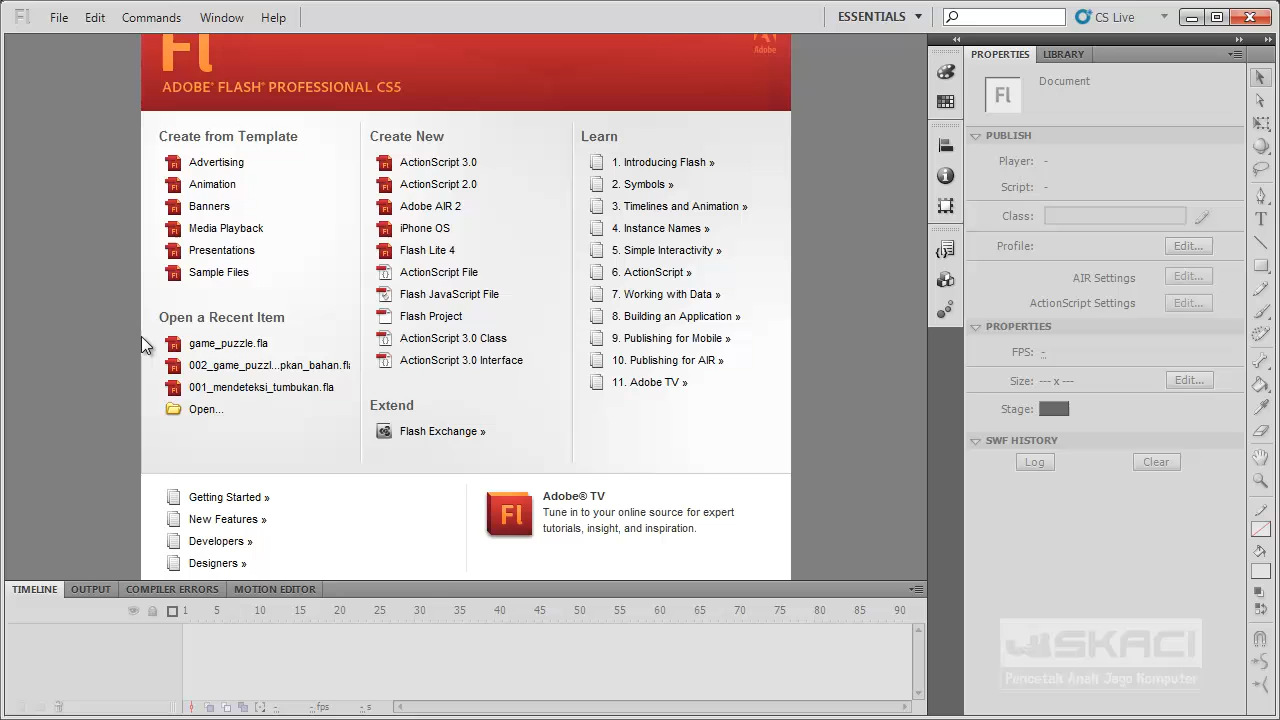 Fl File Edit Commands Window Help ESSENTIALS CS Live
PROPERTIES LIBRARY
Fl
Adobe
ADOBE® FLASH® PROFESSIONAL CS5
Create from Template
Advertising
Animation
Banners
Media Playback
Presentations
Sample Files
Open a Recent Item
game_puzzle.fla
002_game_puzzl...pkan_bahan.fla
001_mendeteksi_tumbukan.fla
Open...
Create New
ActionScript 3.0
ActionScript 2.0
Adobe AIR 2
iPhone OS
Flash Lite 4
ActionScript File
Flash JavaScript File
Flash Project
ActionScript 3.0 Class
ActionScript 3.0 Interface
Extend
Flash Exchange »
Learn
1. Introducing Flash »
2. Symbols »
3. Timelines and Animation »
4. Instance Names »
5. Simple Interactivity »
6. ActionScript »
7. Working with Data »
8. Building an Application »
9. Publishing for Mobile »
10. Publishing for AIR »
11. Adobe TV »
Getting Started »
New Features »
Developers »
Designers »
Fl
Adobe® TV
Tune in to your online source for expert
tutorials, insight, and inspiration.
Fl Document
PUBLISH
Player: -
Script: -
Class:
Profile: Edit...
AIR Settings Edit...
ActionScript Settings Edit...
PROPERTIES
FPS: -
Size: --- x --- Edit...
Stage:
SWF HISTORY
Log Clear
TIMELINE OUTPUT COMPILER ERRORS MOTION EDITOR
1 5 10 15 20 25 30 35 40 45 50 55 60 65 70 75 80 85 90
- - fps - s
SKACI
Pencetak Anak Jago Komputer